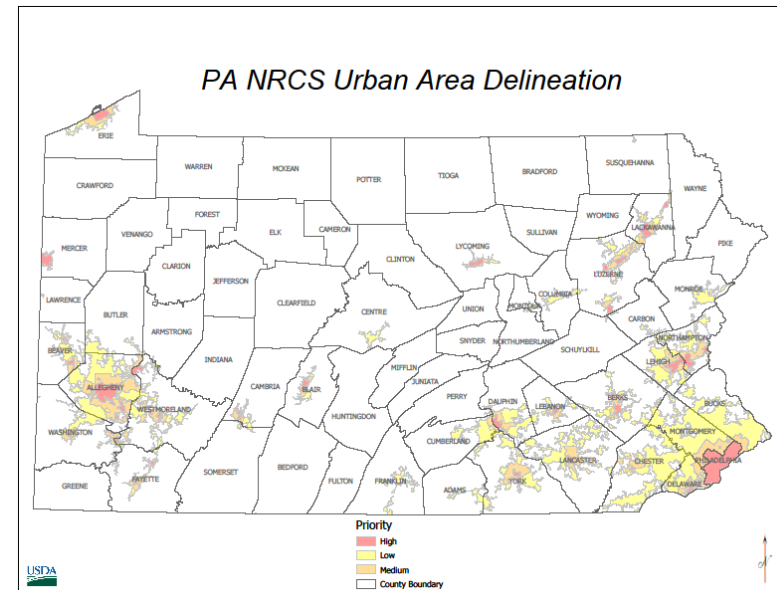 PA NRCS Urban Area Delineation
ERIE
SUSQUEHANNA
WARREN
MCKEAN
POTTER
TIOGA
BRADFORD
WAYNE
CRAWFORD
WYOMING
FOREST
LACKAWANNA
VENANGO
ELK
CAMERON
SULLIVAN
PIKE
MERCER
LYCOMING
CLINTON
CLARION
LUZERNE
JEFFERSON
COLUMBIA
MONROE
LAWRENCE
CLEARFIELD
UNION
MONTOUR
BUTLER
CENTRE
CARBON
ARMSTRONG
NORTHAMPTON
SNYDER
NORTHUMBERLAND
BEAVER
SCHUYLKILL
INDIANA
LEHIGH
MIFFLIN
JUNIATA
ALLEGHENY
CAMBRIA
BLAIR
PERRY
DAUPHIN
BERKS
BUCKS
LEBANON
WESTMORELAND
HUNTINGDON
WASHINGTON
CUMBERLAND
MONTGOMERY
LANCASTER
CHESTER
PHILADELPHIA
SOMERSET
BEDFORD
FULTON
FRANKLIN
YORK
FAYETTE
GREENE
DELAWARE
ADAMS
Priority
High
Low
Medium
County Boundary
USDA
N